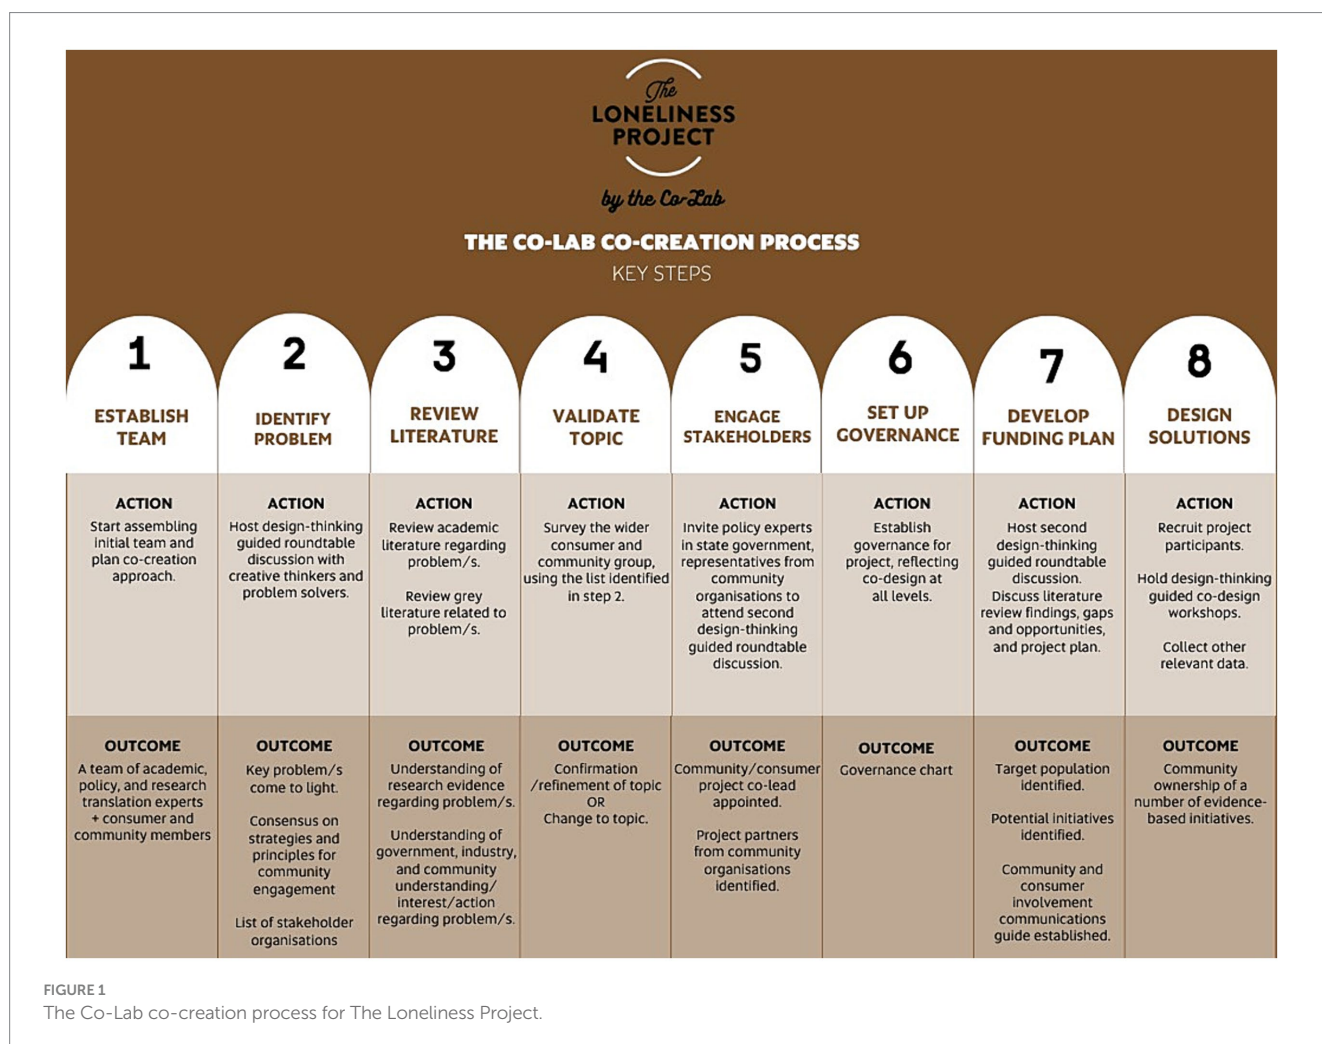 The
LONELINESS
PROJECT
by the Co-Lab
THE CO-LAB CO-CREATION PROCESS
KEY STEPS
1
ESTABLISH
TEAM
ACTION
Start assembling
initial team and
plan co-creation
approach.
OUTCOME
A team of academic,
policy, and research
translation experts
+ consumer and
community members
2
IDENTIFY
PROBLEM
ACTION
Host design-thinking
guided roundtable
discussion with
creative thinkers and
problem solvers.
OUTCOME
Key problem/s
come to light.
Consensus on
strategies and
principles for
community
engagement
List of stakeholder
organisations
3
REVIEW
LITERATURE
ACTION
Review academic
literature regarding
problem/s.
Review grey
literature related to
problem/s.
OUTCOME
Understanding of
research evidence
regarding problem/s.
Understanding of
government, industry,
and community
understanding/
interest/action
regarding problem/s.
4
VALIDATE
TOPIC
ACTION
Survey the wider
consumer and
community group,
using the list identified
in step 2.
OUTCOME
Confirmation
/refinement of topic
OR
Change to topic.
5
ENGAGE
STAKEHOLDERS
ACTION
Invite policy experts
in state government,
representatives from
community
organisations to
attend second
design-thinking
guided roundtable
discussion.
OUTCOME
Community/consumer
project co-lead
appointed.
Project partners
from community
organisations
identified.
6
SET UP
GOVERNANCE
ACTION
Establish
governance for
project, reflecting
co-design at
all levels.
OUTCOME
Governance chart
7
DEVELOP
FUNDING PLAN
ACTION
Host second
design-thinking
guided roundtable
discussion.
Discuss literature
review findings, gaps
and opportunities,
and project plan.
OUTCOME
Target population
identified.
Potential initiatives
identified.
Community and
consumer
involvement
communications
guide established.
8
DESIGN
SOLUTIONS
ACTION
Recruit project
participants.
Hold design-thinking
guided co-design
workshops.
Collect other
relevant data.
OUTCOME
Community
ownership of a
number of evidence-
based initiatives.
FIGURE 1
The Co-Lab co-creation process for The Loneliness Project.